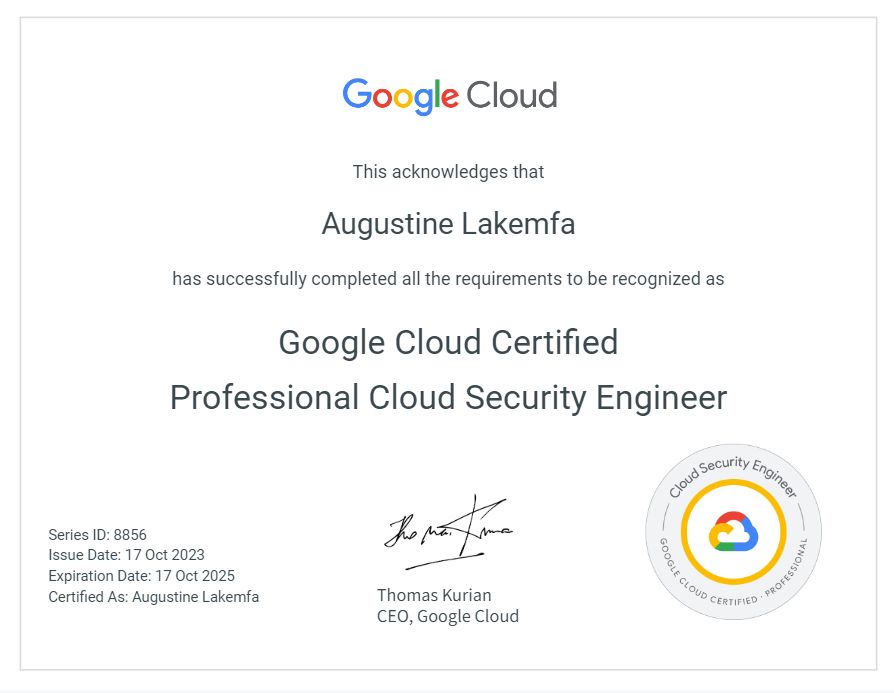 Google Cloud
This acknowledges that
Augustine Lakemfa
has successfully completed all the requirements to be recognized as
Google Cloud Certified
Professional Cloud Security Engineer
Series ID: 8856
Issue Date: 17 Oct 2023
Expiration Date: 17 Oct 2025
Certified As: Augustine Lakemfa
Thomas Kurian
Thomas Kurian
CEO, Google Cloud
Cloud Security Engineer
GOOGLE CLOUD CERTIFIED · PROFESSIONAL